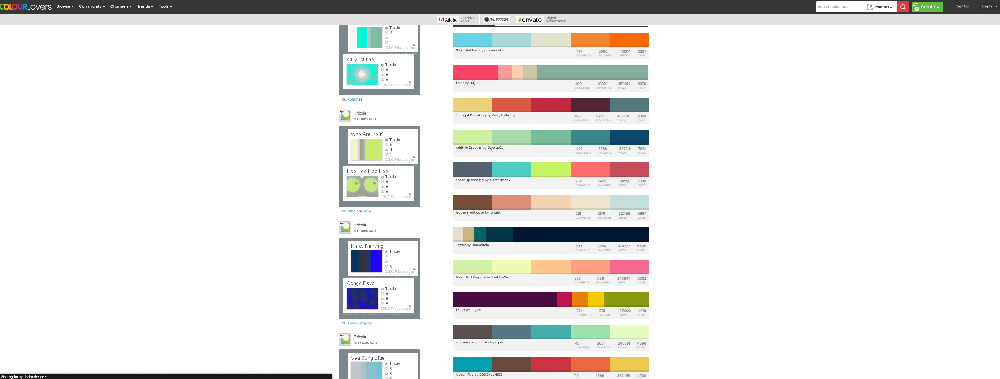 COLOURLovers Browse Community Channels Trends Tools Search palettes... Palettes Create Sign Up Log In
Adobe Creative Tools PALETTON envato Digital Marketplace
by Trixxie
2
1
1
COLOURlovers.com
daily routine
by Trixxie
0
0
0
COLOURlovers.com
RE: Routines
Trixxie
9 HOURS AGO
Who Are You?
by Trixxie
5
4
1
COLOURlovers.com
Hoo Hoo Hoo Hoo
by Trixxie
0
0
0
COLOURlovers.com
RE: Who Are You?
Trixxie
9 HOURS AGO
Know Denying
by Trixxie
1
1
0
COLOURlovers.com
Congo Pavo
by Trixxie
0
0
0
COLOURlovers.com
RE: Know Denying
Trixxie
10 HOURS AGO
Sea Sung Blue
by Trixxie
0
0
0
Giant Goldfish by manekineko 777 5060 1116314 12197
COMMENTS FAVORITES VIEWS LOVES
(???) by sugar! 400 2882 450914 8976
COMMENTS FAVORITES VIEWS LOVES
Thought Provoking by Miss_Anthropy 388 3242 463435 8092
COMMENTS FAVORITES VIEWS LOVES
Adrift in Dreams by Skyblue2u 429 2958 607218 7661
COMMENTS FAVORITES VIEWS LOVES
cheer up emo kid by electrikmonk 256 2428 518226 7036
COMMENTS FAVORITES VIEWS LOVES
let them eat cake by lunalein 291 2176 327158 5867
COMMENTS FAVORITES VIEWS LOVES
Terra? by GlueStudio 583 2554 410227 5589
COMMENTS FAVORITES VIEWS LOVES
Melon Ball Surprise by Skyblue2u 303 1789 240847 5062
COMMENTS FAVORITES VIEWS LOVES
(? " ?) by sugar! 274 1701 313322 4818
COMMENTS FAVORITES VIEWS LOVES
i demand a pancake by alpen 431 2031 246391 4696
COMMENTS FAVORITES VIEWS LOVES
Ocean Five by DESIGNJUNKEE 110 1599 322458 4508
Waiting for api.btloader.com...